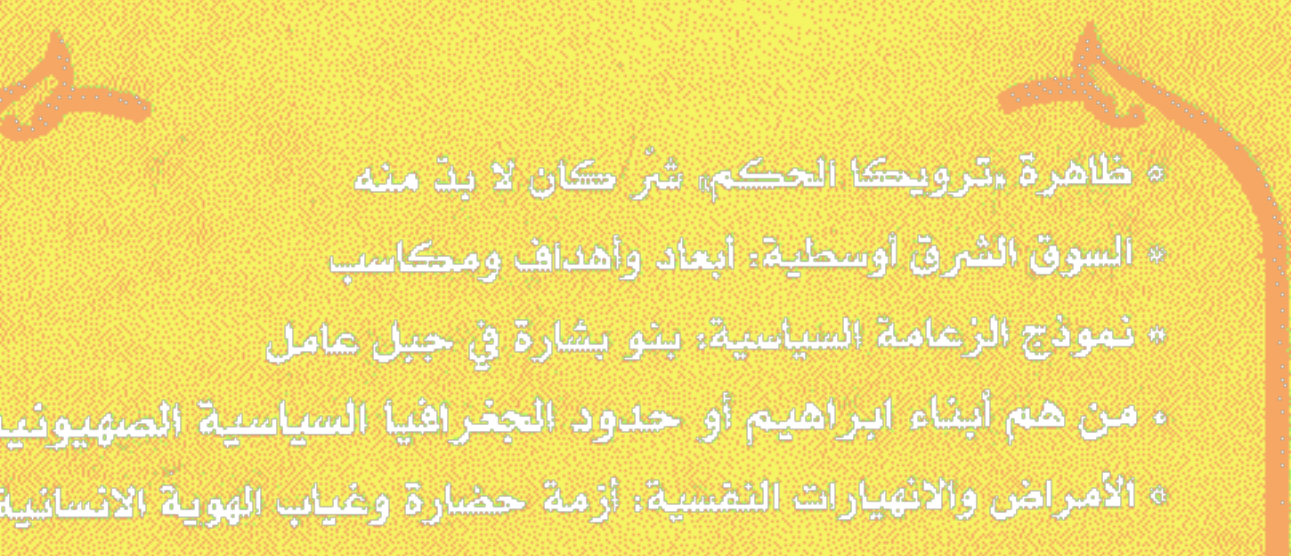 * ظاهرة «ترويكا الحكم» شرّ كان لا بدّ منه
* السوق الشرق أوسطية: أبعاد وأهداف ومكاسب
* نموذج الزعامة السياسية: بنو بشارة في جبل عامل
* من هم أبناء ابراهيم أو حدود الجغرافيا السياسية الصهيونية
* الأمراض والانهيارات النفسية: أزمة حضارة وغياب الهوية الانسانية